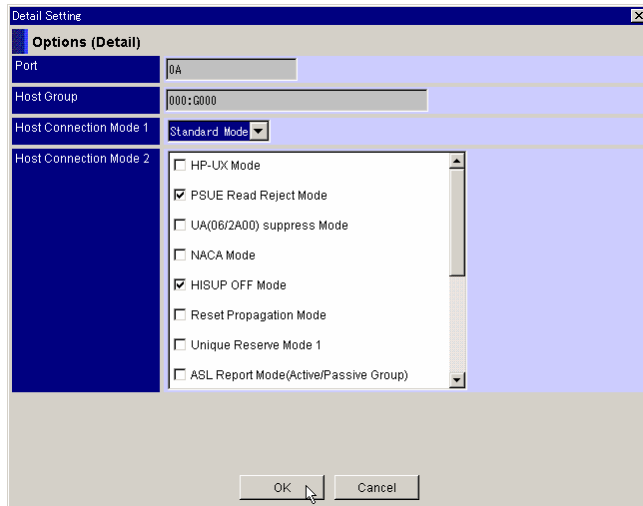 Detail Setting
Options (Detail)
Port
0A
Host Group
000:G000
Host Connection Mode 1
Standard Mode
Host Connection Mode 2
HP-UX Mode
PSUE Read Reject Mode
UA(06/2A00) suppress Mode
NACA Mode
HISUP OFF Mode
Reset Propagation Mode
Unique Reserve Mode 1
ASL Report Mode(Active/Passive Group)
OK Cancel